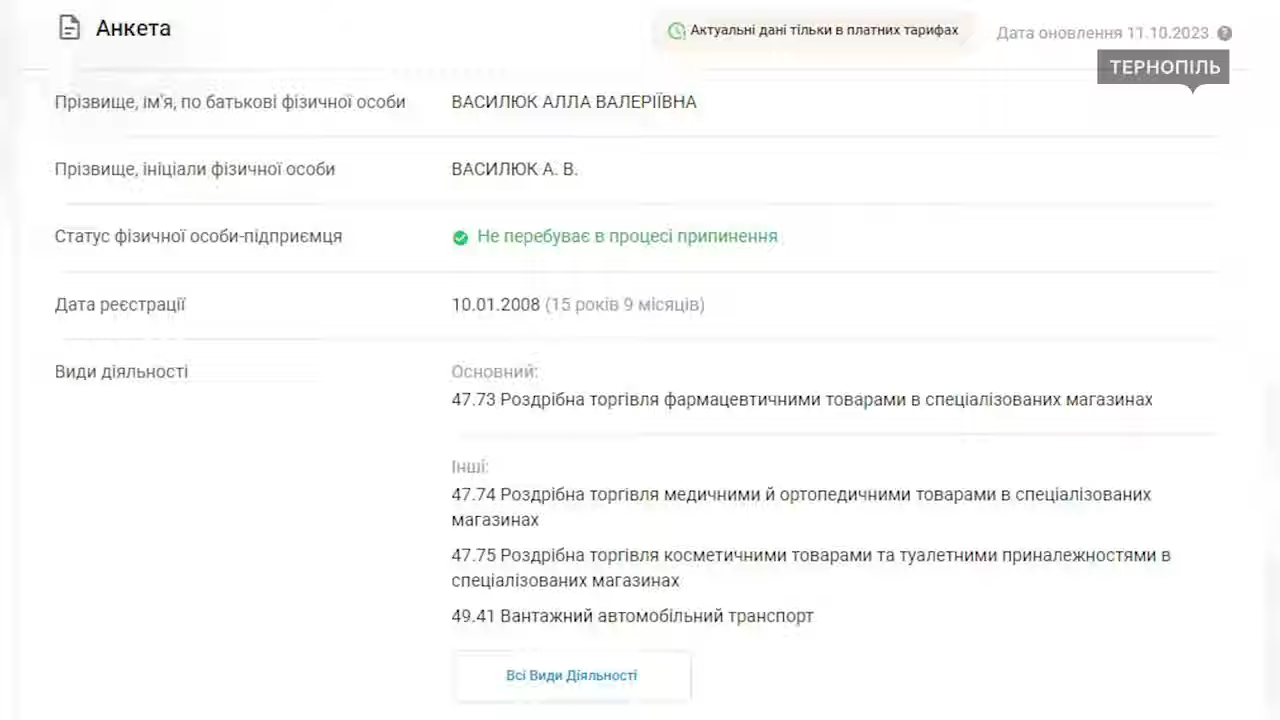 Анкета
Актуальні дані тільки в платних тарифах
Дата оновлення 11.10.2023
ТЕРНОПІЛЬ
Прізвище, ім'я, по батькові фізичної особи ВАСИЛЮК АЛЛА ВАЛЕРІЇВНА
Прізвище, ініціали фізичної особи ВАСИЛЮК А. В.
Статус фізичної особи-підприємця Не перебуває в процесі припинення
Дата реєстрації 10.01.2008 (15 років 9 місяців)
Види діяльності Основний:
47.73 Роздрібна торгівля фармацевтичними товарами в спеціалізованих магазинах
Інші:
47.74 Роздрібна торгівля медичними й ортопедичними товарами в спеціалізованих
магазинах
47.75 Роздрібна торгівля косметичними товарами та туалетними приналежностями в
спеціалізованих магазинах
49.41 Вантажний автомобільний транспорт
Всі Види Діяльності